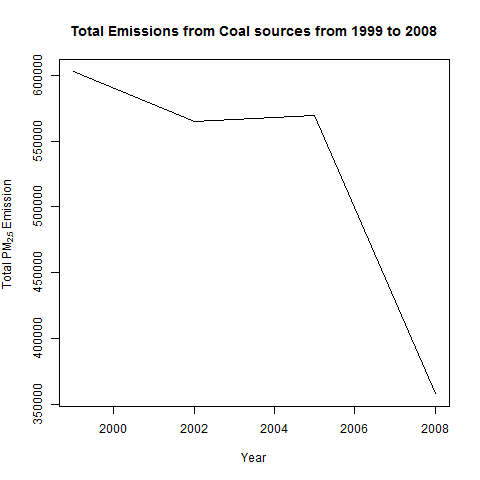 Total Emissions from Coal sources from 1999 to 2008
Total PM2.5 Emission
600000
550000
500000
450000
400000
350000
2000 2002 2004 2006 2008
Year